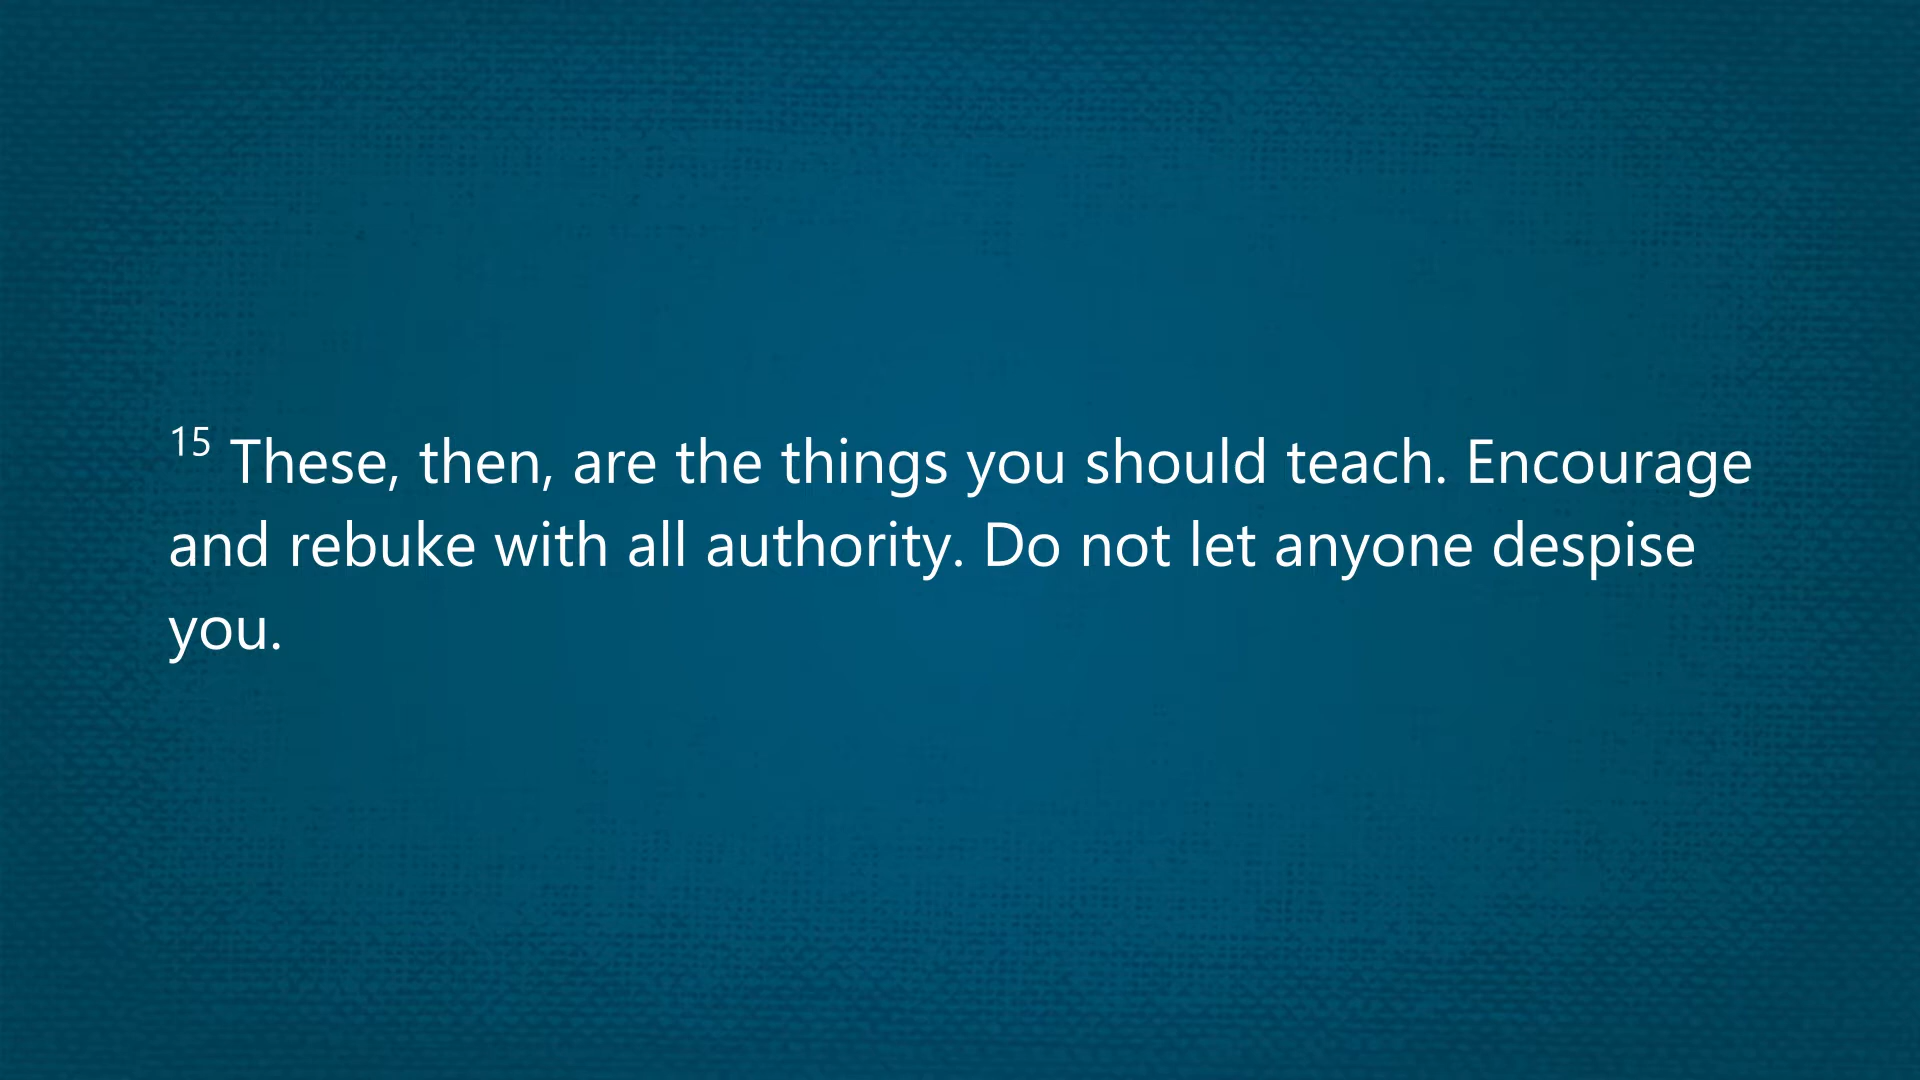 15 These, then, are the things you should teach. Encourage
and rebuke with all authority. Do not let anyone despise
you.